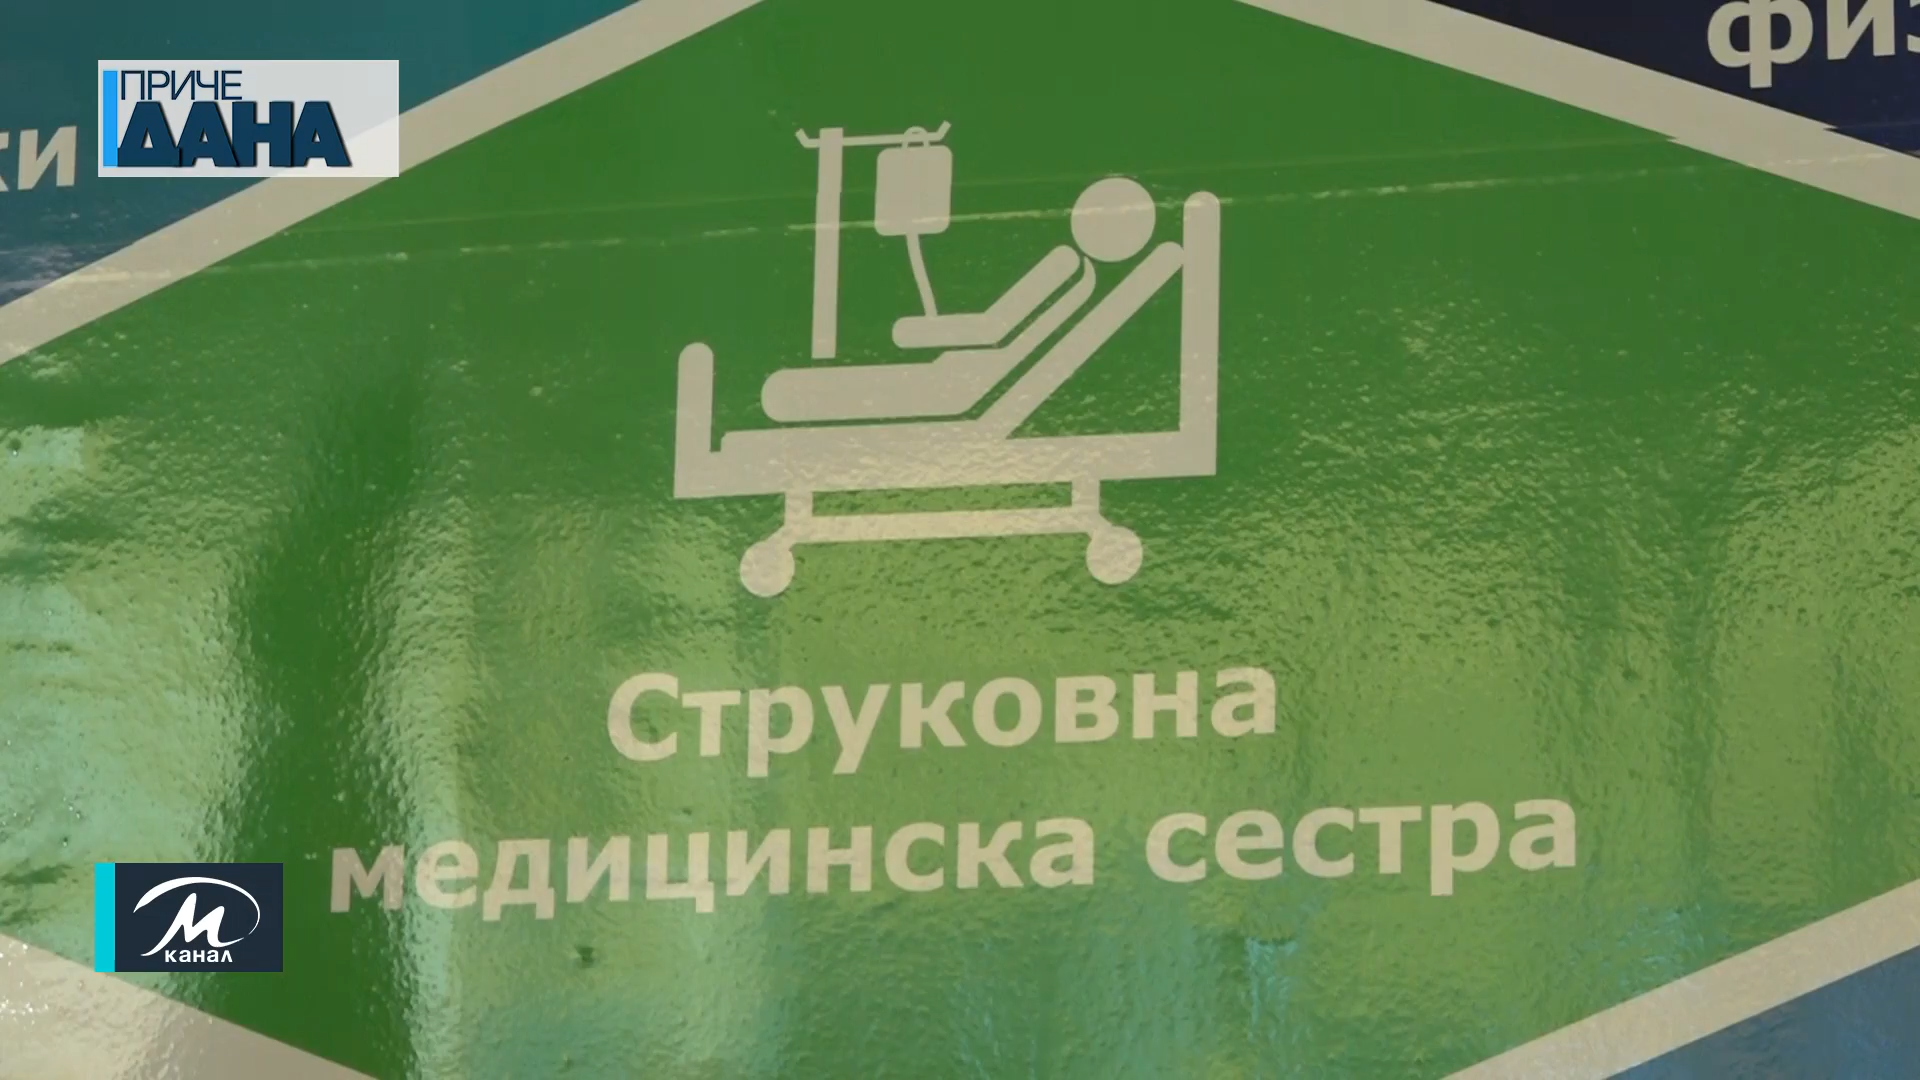 ПРИЧЕ
ДАНА
Струковна
медицинска сестра
М
канал